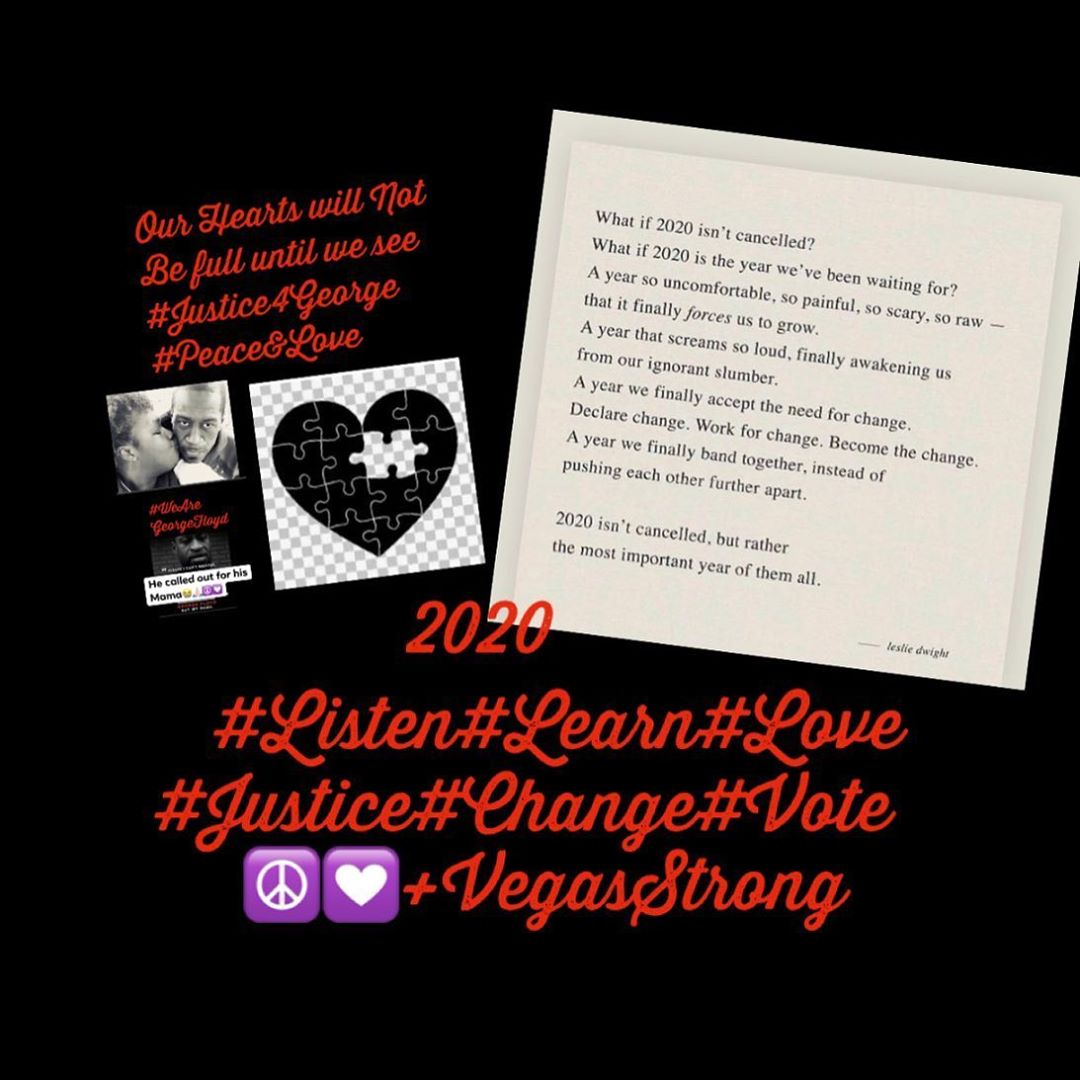 Our Hearts will Not
Be full until we see
#Justice4George
#Peace&Love
#WeAre
GeorgeFloyd
He called out for his
Mama😭🙏🏽☮️💜
What if 2020 isn’t cancelled?
What if 2020 is the year we’ve been waiting for?
A year so uncomfortable, so painful, so scary, so raw —
that it finally forces us to grow.
A year that screams so loud, finally awakening us
from our ignorant slumber.
A year we finally accept the need for change.
Declare change. Work for change. Become the change.
A year we finally band together, instead of
pushing each other further apart.
2020 isn’t cancelled, but rather
the most important year of them all.
—— leslie dwight
2020
#Listen#Learn#Love
#Justice#Change#Vote
☮️💟+VegasStrong